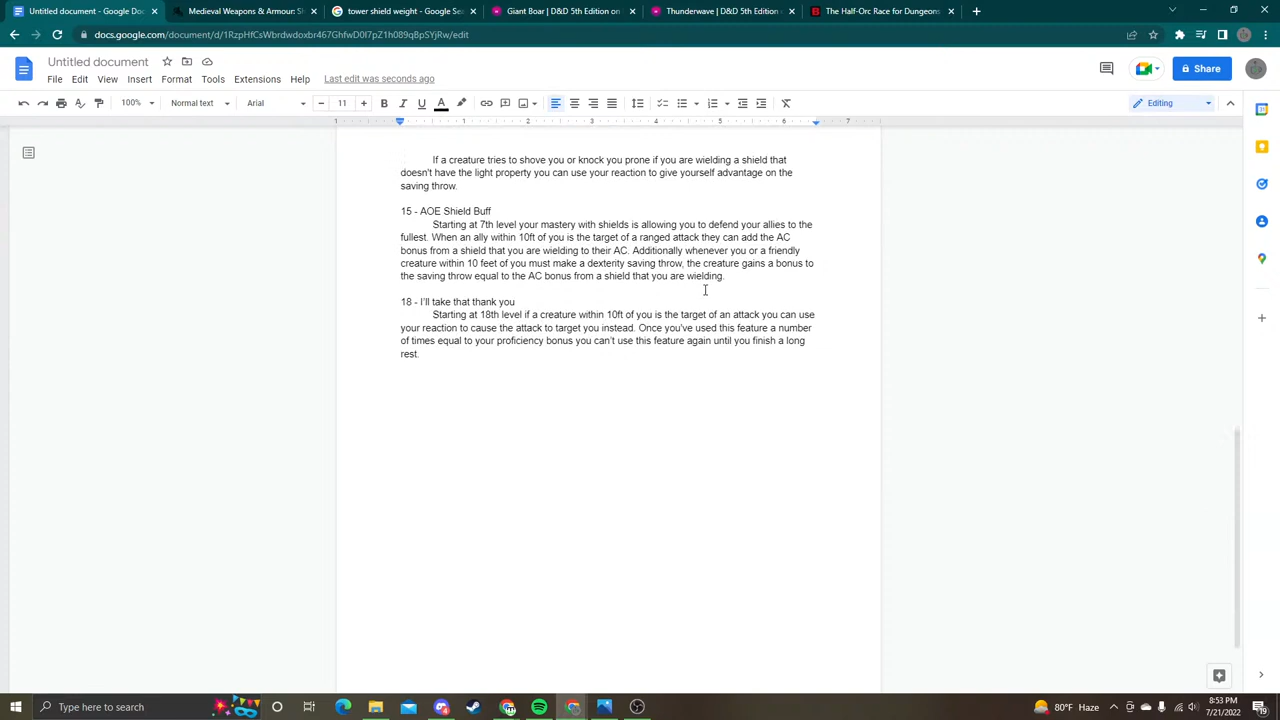 Untitled document - Google Doc
Medieval Weapons & Armour: Sh
tower shield weight - Google Sea
Giant Boar | D&D 5th Edition on
Thunderwave | D&D 5th Edition
The Half-Orc Race for Dungeons
docs.google.com/document/d/1RzpHfCsWbrdwdoxbr467GhfwD0I7pZ1h089qBpSYjRw/edit
Untitled document
File Edit View Insert Format Tools Extensions Help Last edit was seconds ago
Share
100% Normal text Arial 11 Editing
1 1 2 3 4 5 6 7
If a creature tries to shove you or knock you prone if you are wielding a shield that
doesn't have the light property you can use your reaction to give yourself advantage on the
saving throw.
15 - AOE Shield Buff
Starting at 7th level your mastery with shields is allowing you to defend your allies to the
fullest. When an ally within 10ft of you is the target of a ranged attack they can add the AC
bonus from a shield that you are wielding to their AC. Additionally whenever you or a friendly
creature within 10 feet of you must make a dexterity saving throw, the creature gains a bonus to
the saving throw equal to the AC bonus from a shield that you are wielding.
18 - I'll take that thank you
Starting at 18th level if a creature within 10ft of you is the target of an attack you can use
your reaction to cause the attack to target you instead. Once you've used this feature a number
of times equal to your proficiency bonus you can't use this feature again until you finish a long
rest.
Type here to search
80°F Haze
8:53 PM
7/21/2022